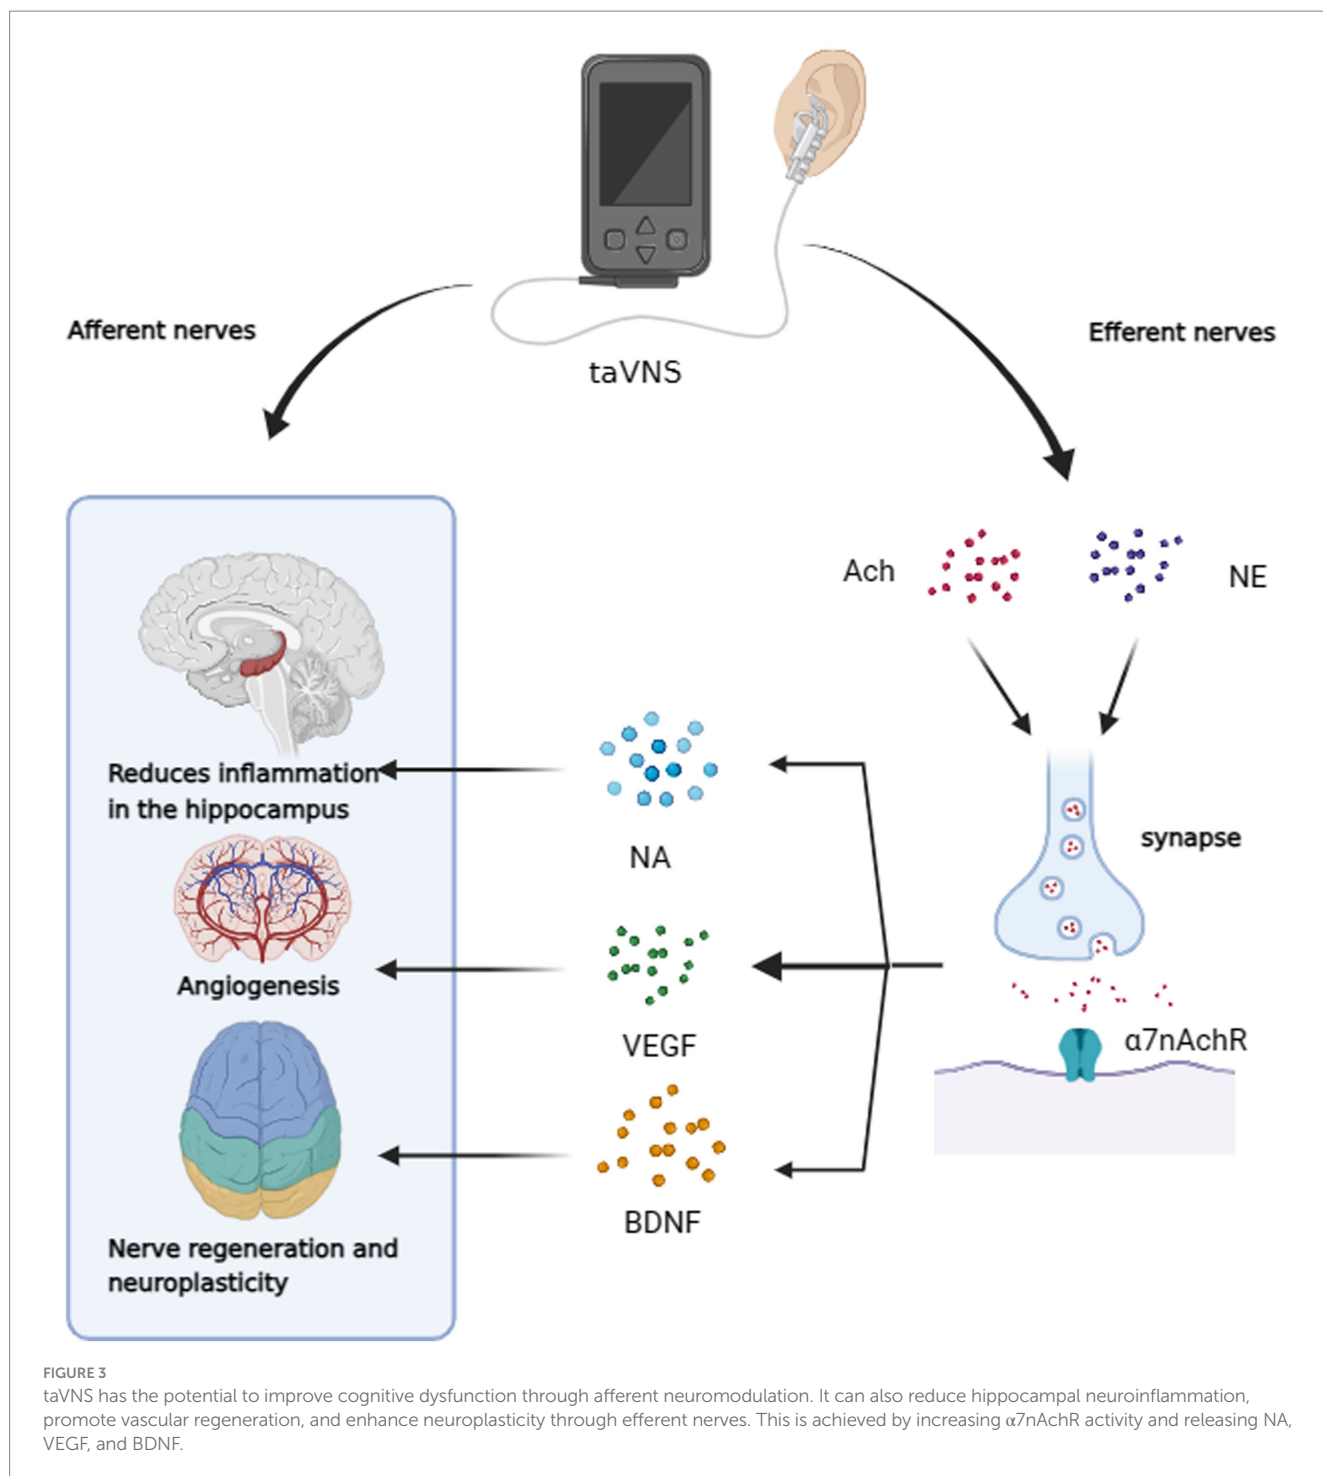 Afferent nerves
Efferent nerves
taVNS
Ach
NE
Reduces inflammation
in the hippocampus
NA
synapse
Angiogenesis
VEGF
α7nAchR
BDNF
Nerve regeneration and
neuroplasticity
FIGURE 3
taVNS has the potential to improve cognitive dysfunction through afferent neuromodulation. It can also reduce hippocampal neuroinflammation,
promote vascular regeneration, and enhance neuroplasticity through efferent nerves. This is achieved by increasing α7nAchR activity and releasing NA,
VEGF, and BDNF.